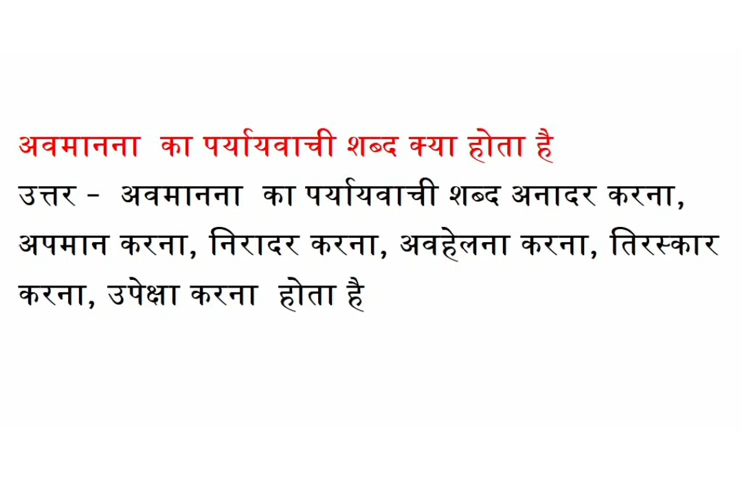 अवमानना का पर्यायवाची शब्द क्या होता है
उत्तर - अवमानना का पर्यायवाची शब्द अनादर करना,
अपमान करना, निरादर करना, अवहेलना करना, तिरस्कार
करना, उपेक्षा करना होता है